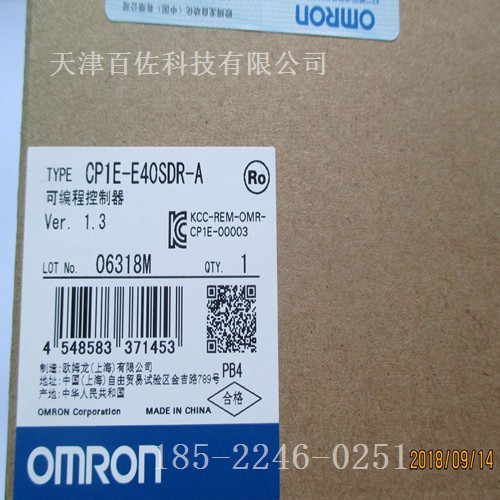 欧姆龙自动化(中国)有限公司
OMRON
天津百佐科技有限公司
TYPE CP1E-E40SDR-A
Ro
可编程控制器
Ver. 1.3
KCC-REM-OMR-
CP1E-00003
LOT No. 06318M QTY. 1
4 548583 371453
PB4
制造:欧姆龙(上海)有限公司
地址:中国(上海)自由贸易试验区金吉路789号
产地:中华人民共和国
合格
OMRON Corporation MADE IN CHINA
OMRON
185-2246-0251
2018/09/14